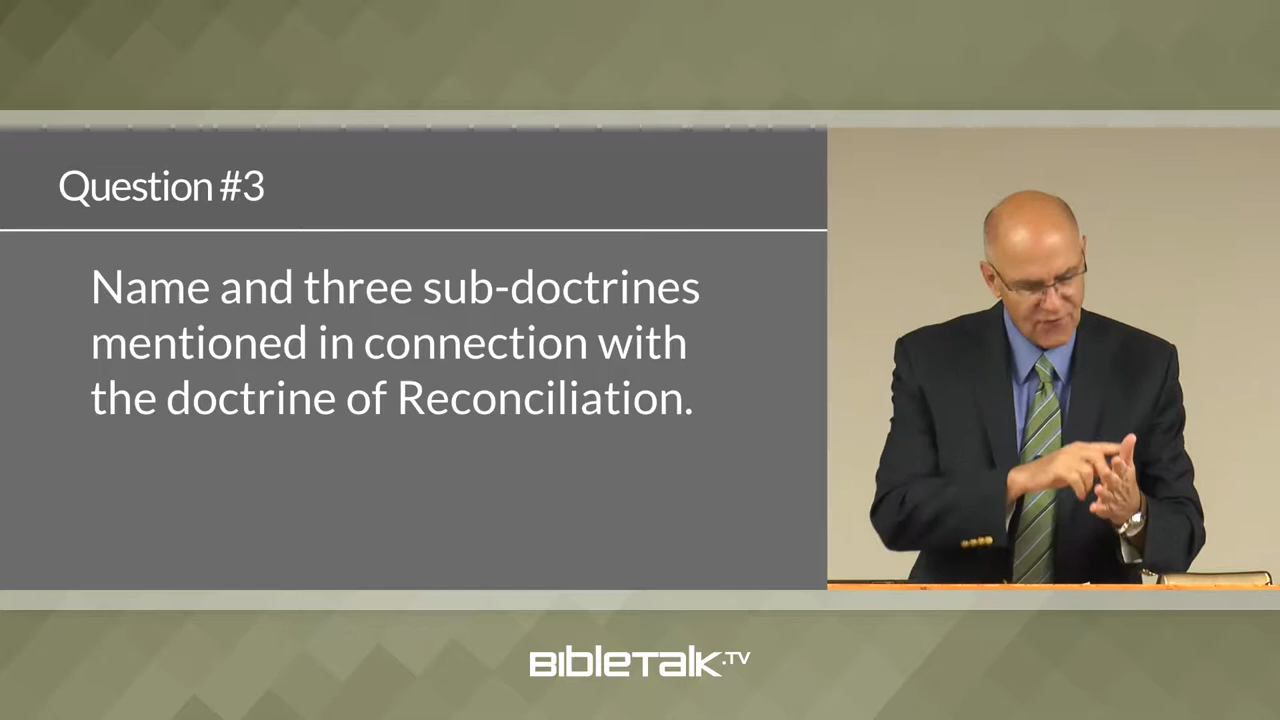 Question #3
Name and three sub-doctrines
mentioned in connection with
the doctrine of Reconciliation.
BibleTalk.TV